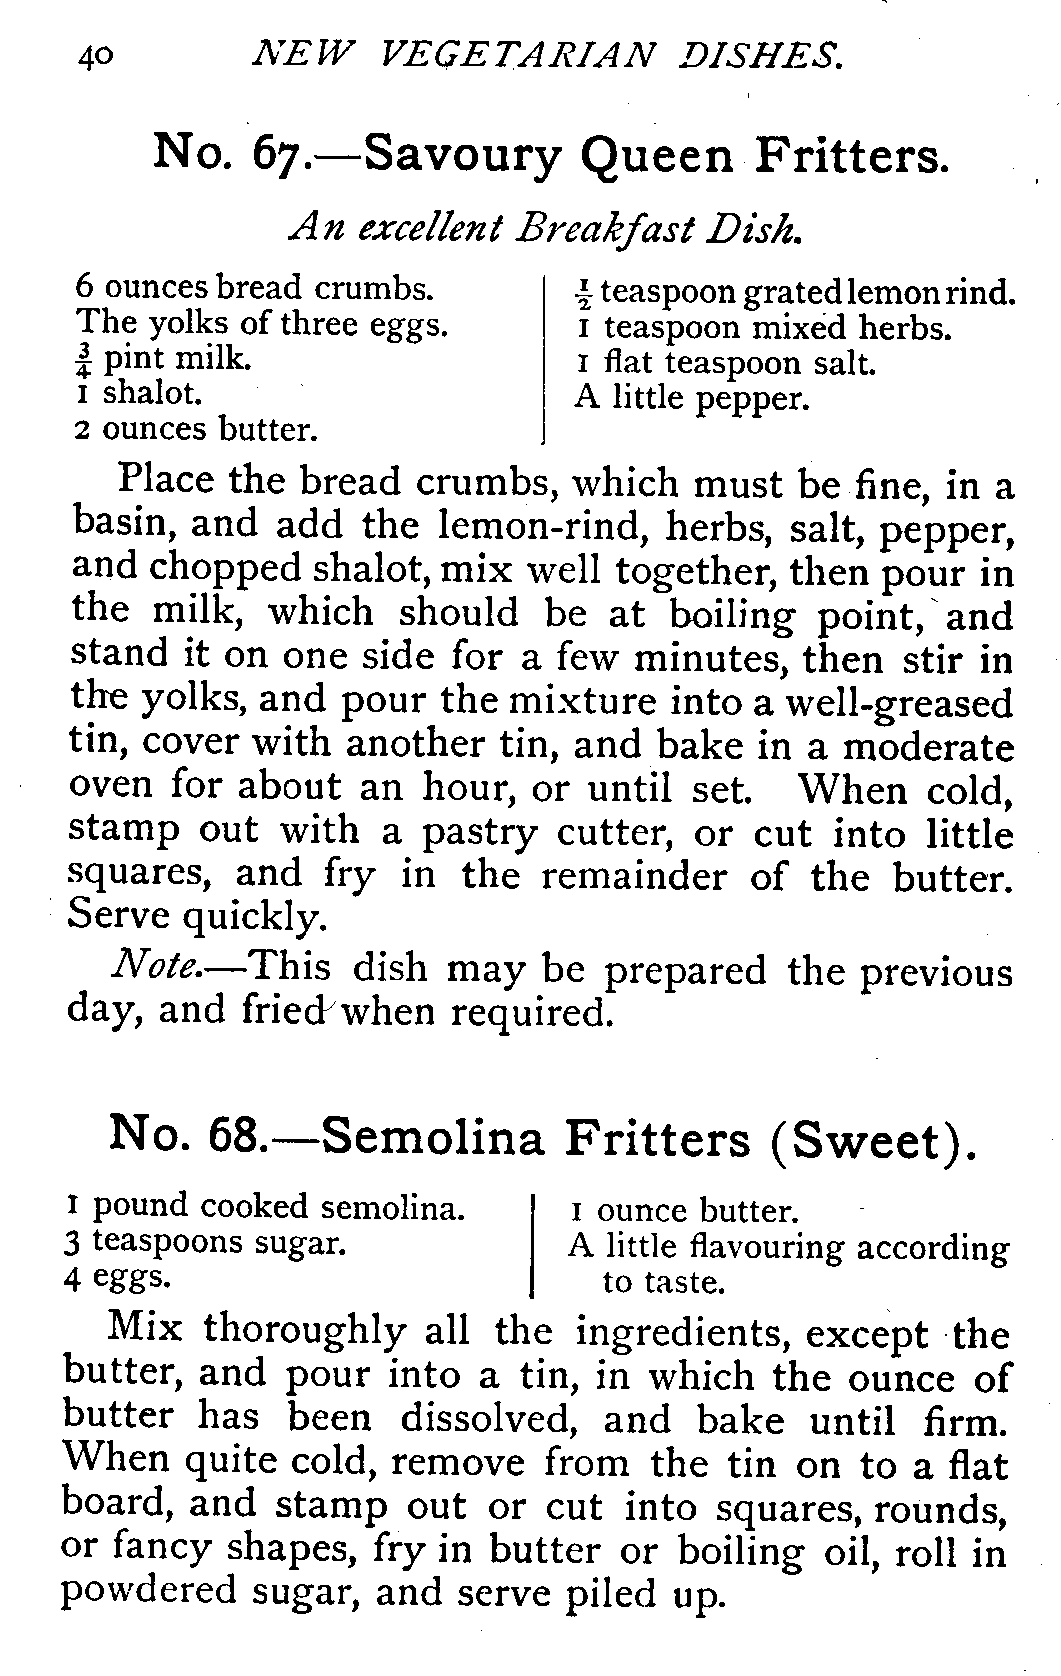 40 NEW VEGETARIAN DISHES.
No. 67.—Savoury Queen Fritters.
An excellent Breakfast Dish.
6 ounces bread crumbs.
The yolks of three eggs.
¾ pint milk.
1 shalot.
2 ounces butter.
½ teaspoon grated lemon rind.
1 teaspoon mixed herbs.
1 flat teaspoon salt.
A little pepper.
Place the bread crumbs, which must be fine, in a
basin, and add the lemon-rind, herbs, salt, pepper,
and chopped shalot, mix well together, then pour in
the milk, which should be at boiling point, and
stand it on one side for a few minutes, then stir in
the yolks, and pour the mixture into a well-greased
tin, cover with another tin, and bake in a moderate
oven for about an hour, or until set. When cold,
stamp out with a pastry cutter, or cut into little
squares, and fry in the remainder of the butter.
Serve quickly.
Note.—This dish may be prepared the previous
day, and fried when required.
No. 68.—Semolina Fritters (Sweet).
1 pound cooked semolina.
3 teaspoons sugar.
4 eggs.
1 ounce butter.
A little flavouring according
to taste.
Mix thoroughly all the ingredients, except the
butter, and pour into a tin, in which the ounce of
butter has been dissolved, and bake until firm.
When quite cold, remove from the tin on to a flat
board, and stamp out or cut into squares, rounds,
or fancy shapes, fry in butter or boiling oil, roll in
powdered sugar, and serve piled up.